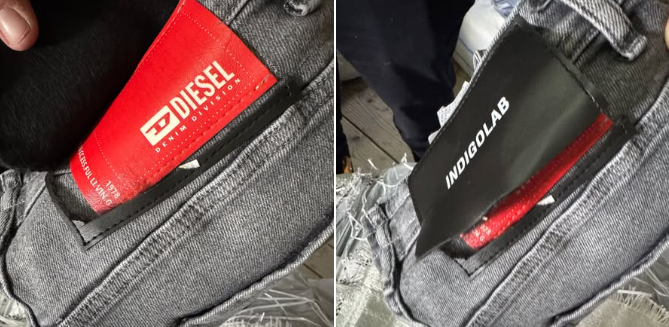 DIESEL
DENIM DIVISION
1978
INDIGOLAB